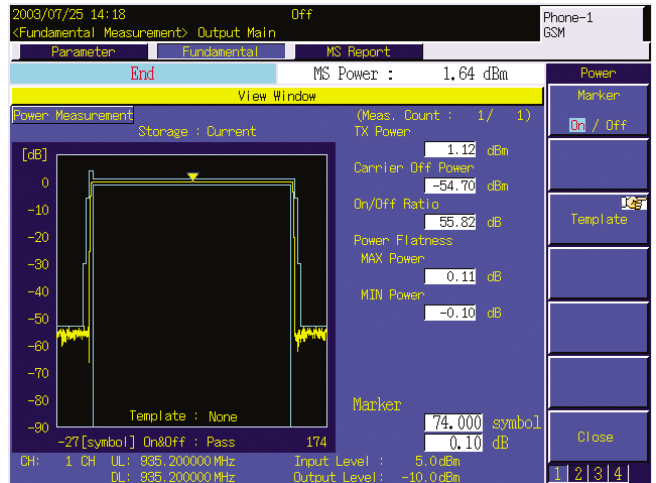 2003/07/25 14:18 Off Phone-1
<Fundamental Measurement> Output Main GSM
Parameter Fundamental MS Report
End MS Power : 1.64 dBm Power
View Window Marker
On / Off
Power Measurement (Meas. Count : 1/ 1)
Storage : Current TX Power
1.12 dBm
[dB] Carrier Off Power
-54.70 dBm
0
On/Off Ratio
-10
55.82 dB Template
-20
Power Flatness
MAX Power
-30
0.11 dB
-40
MIN Power
-50
-0.10 dB
-60
-70
-80
Marker
Template : None
74.000 symbol
-90
-27[symbol] On&Off : Pass 174 0.10 dB Close
CH: 1 CH UL: 935.200000MHz Input Level : 5.0dBm
DL: 935.200000MHz Output Level: -10.0dBm 1 2 3 4